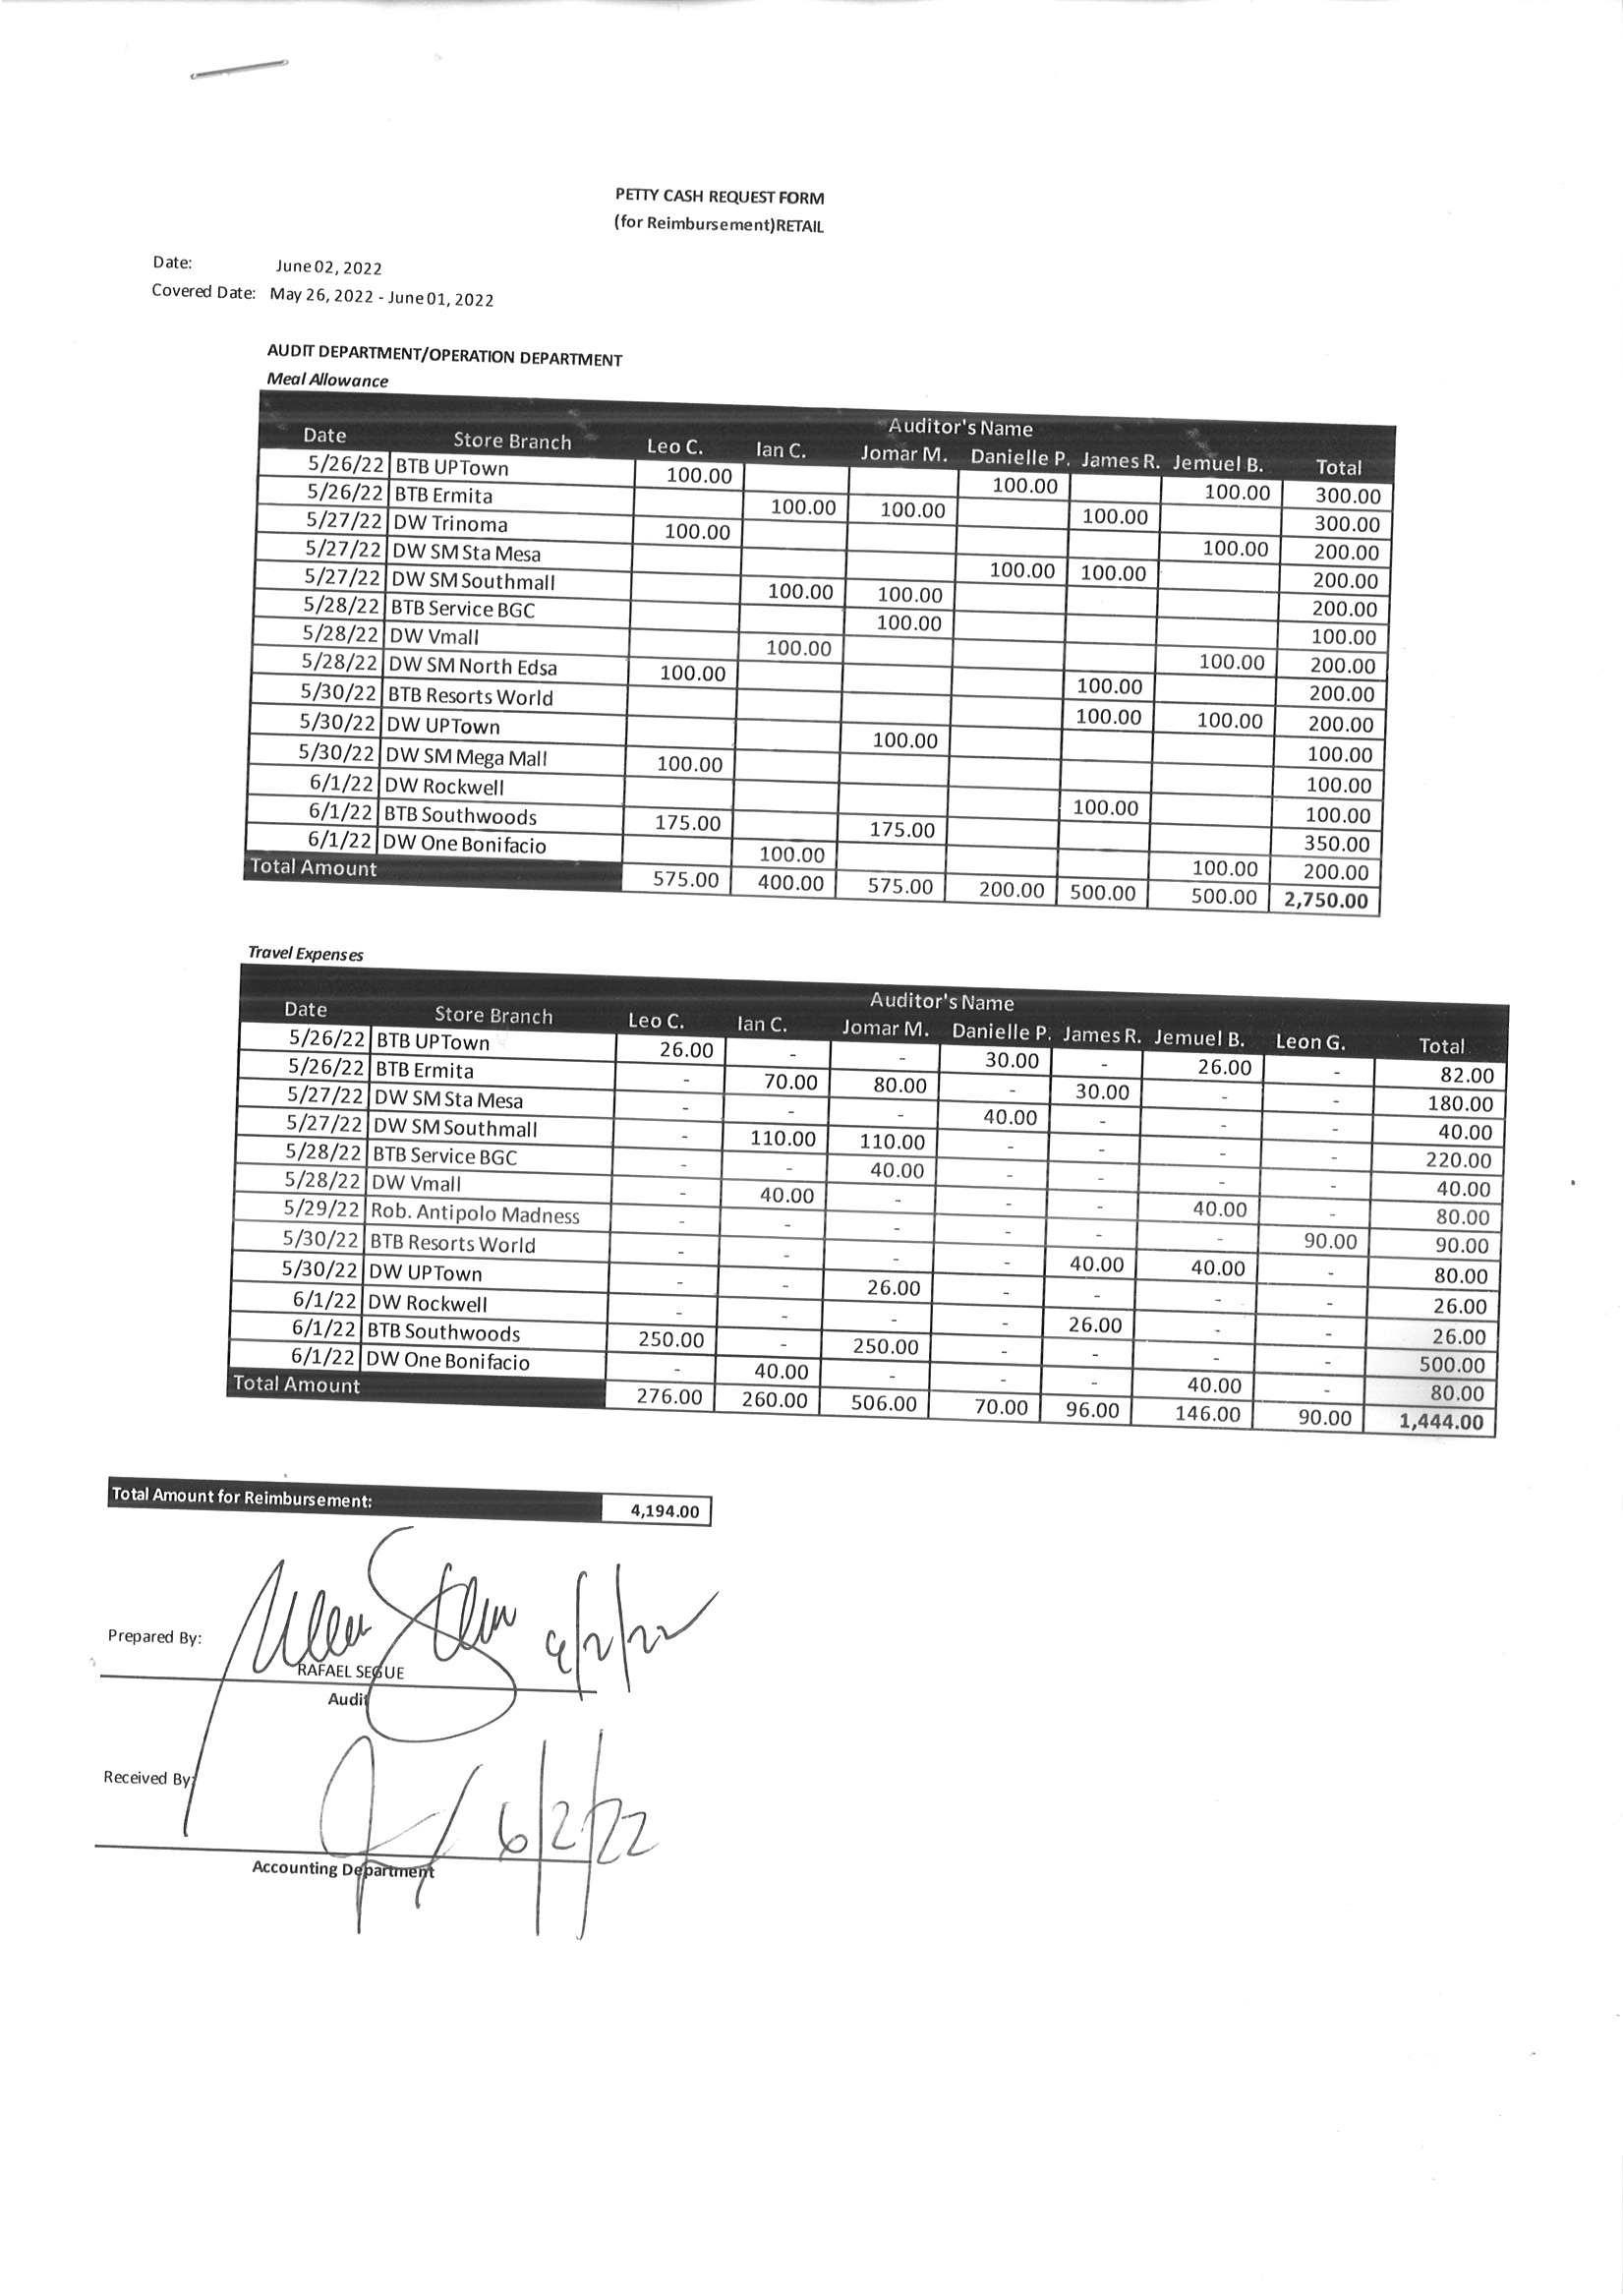 PETTY CASH REQUEST FORM
(for Reimbursement)RETAIL
Date: June 02, 2022
Covered Date: May 26, 2022 - June 01, 2022
AUDIT DEPARTMENT/OPERATION DEPARTMENT
Meal Allowance
Auditor's Name
Date Store Branch Leo C. Ian C. Jomar M. Danielle P. James R. Jemuel B. Total
5/26/22 BTB UPTown 100.00 100.00 100.00 300.00
5/26/22 BTB Ermita 100.00 100.00 100.00 300.00
5/27/22 DW Trinoma 100.00 100.00 200.00
5/27/22 DW SM Sta Mesa 100.00 100.00 200.00
5/27/22 DW SM Southmall 100.00 100.00 200.00
5/28/22 BTB Service BGC 100.00 100.00
5/28/22 DW Vmall 100.00 100.00 200.00
5/28/22 DW SM North Edsa 100.00 100.00 200.00
5/30/22 BTB Resorts World 100.00 100.00 200.00
5/30/22 DW UPTown 100.00 100.00
5/30/22 DW SM Mega Mall 100.00 100.00
6/1/22 DW Rockwell 100.00 100.00
6/1/22 BTB Southwoods 175.00 175.00 350.00
6/1/22 DW One Bonifacio 100.00 100.00 200.00
Total Amount 575.00 400.00 575.00 200.00 500.00 500.00 2,750.00
Travel Expenses
Auditor's Name
Date Store Branch Leo C. Ian C. Jomar M. Danielle P. James R. Jemuel B. Leon G. Total
5/26/22 BTB UPTown 26.00 - - 30.00 - 26.00 - 82.00
5/26/22 BTB Ermita - 70.00 80.00 - 30.00 - - 180.00
5/27/22 DW SM Sta Mesa - - - 40.00 - - - 40.00
5/27/22 DW SM Southmall - 110.00 110.00 - - - - 220.00
5/28/22 BTB Service BGC - - 40.00 - - - - 40.00
5/28/22 DW Vmall - 40.00 - - - 40.00 - 80.00
5/29/22 Rob. Antipolo Madness - - - - - - 90.00 90.00
5/30/22 BTB Resorts World - - - - 40.00 40.00 - 80.00
5/30/22 DW UPTown - - 26.00 - - - - 26.00
6/1/22 DW Rockwell - - - - 26.00 - - 26.00
6/1/22 BTB Southwoods 250.00 - 250.00 - - - - 500.00
6/1/22 DW One Bonifacio - 40.00 - - - 40.00 - 80.00
Total Amount 276.00 260.00 506.00 70.00 96.00 146.00 90.00 1,444.00
Total Amount for Reimbursement: 4,194.00
Prepared By:
RAFAEL SEGUE
Audit
Received By:
6/2/22
Accounting Department